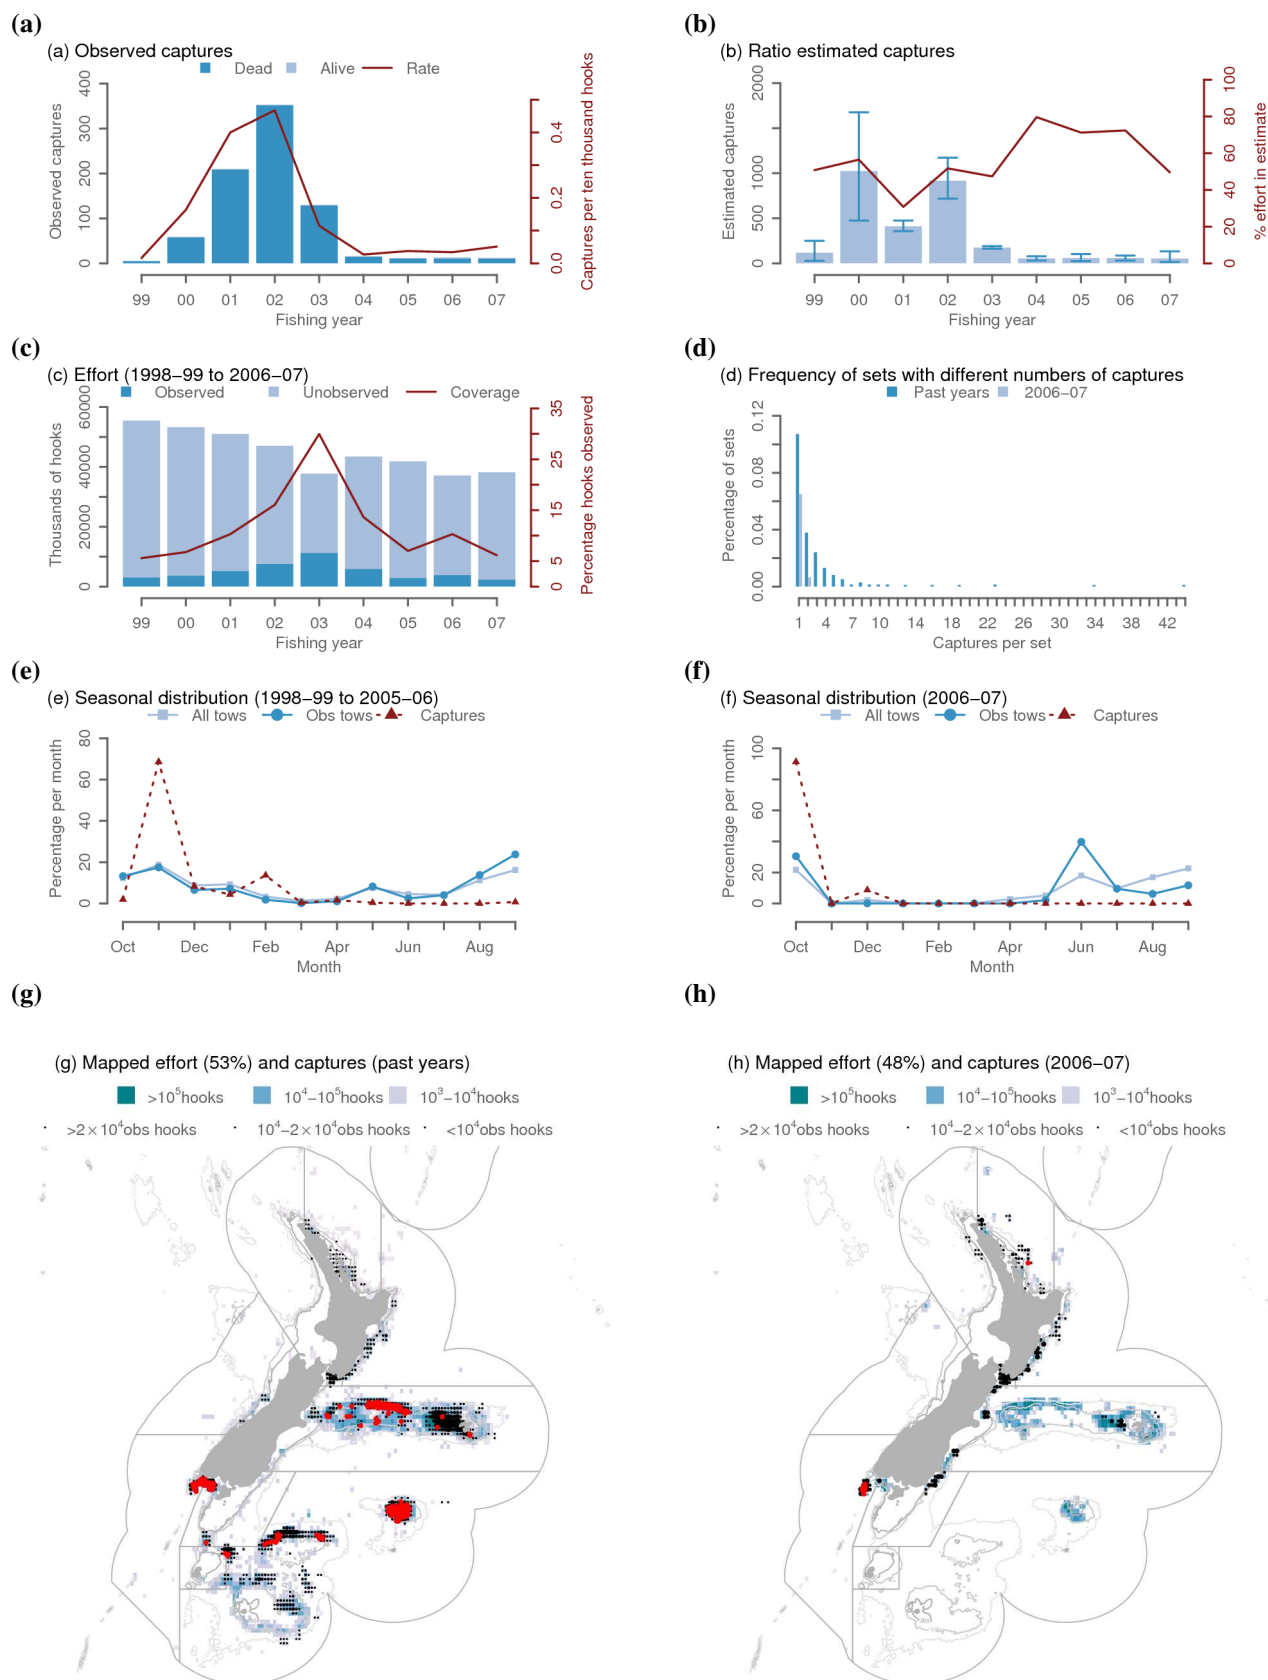 (a)
(a) Observed captures
Dead Alive Rate
Observed captures
0 100 200 300 400
Captures per ten thousand hooks
0.0 0.2 0.4
99 00 01 02 03 04 05 06 07
Fishing year
(b)
(b) Ratio estimated captures
Estimated captures
0 500 1000 2000
% effort in estimate
0 20 40 60 80 100
99 00 01 02 03 04 05 06 07
Fishing year
(c)
(c) Effort (1998–99 to 2006–07)
Observed Unobserved Coverage
Thousands of hooks
0 20000 40000 60000
Percentage hooks observed
0 5 15 25 35
99 00 01 02 03 04 05 06 07
Fishing year
(d)
(d) Frequency of sets with different numbers of captures
Past years 2006–07
Percentage of sets
0.00 0.04 0.08 0.12
1 4 7 10 14 18 22 26 30 34 38 42
Captures per set
(e)
(e) Seasonal distribution (1998–99 to 2005–06)
All tows Obs tows Captures
Percentage per month
0 20 40 60 80
Oct Dec Feb Apr Jun Aug
Month
(f)
(f) Seasonal distribution (2006–07)
All tows Obs tows Captures
Percentage per month
0 20 60 100
Oct Dec Feb Apr Jun Aug
Month
(g)
(g) Mapped effort (53%) and captures (past years)
>10⁵hooks 10⁴–10⁵hooks 10³–10⁴hooks
>2×10⁴obs hooks 10⁴–2×10⁴obs hooks <10⁴obs hooks
(h)
(h) Mapped effort (48%) and captures (2006–07)
>10⁵hooks 10⁴–10⁵hooks 10³–10⁴hooks
>2×10⁴obs hooks 10⁴–2×10⁴obs hooks <10⁴obs hooks